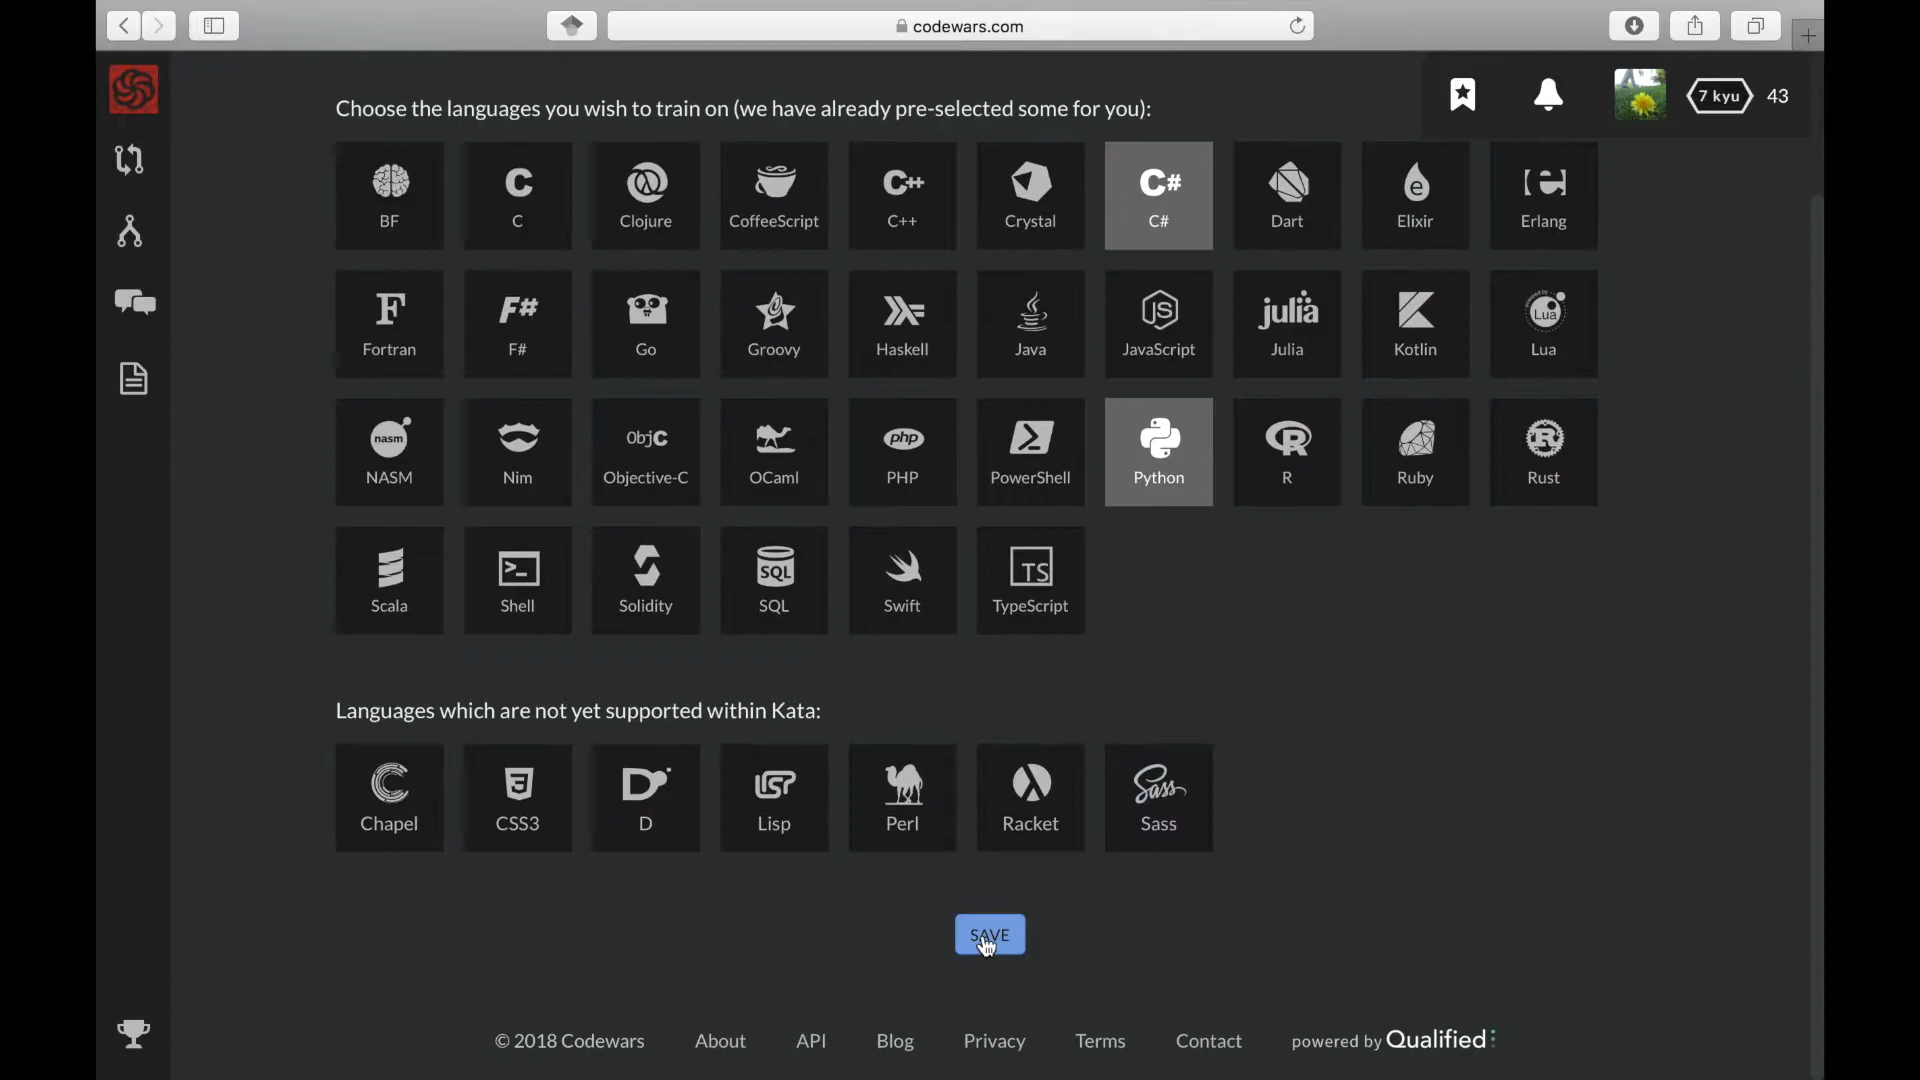 codewars.com
Choose the languages you wish to train on (we have already pre-selected some for you):
7 kyu 43
BF C Clojure CoffeeScript C++ Crystal C# Dart Elixir Erlang
Fortran F# Go Groovy Haskell Java JavaScript Julia Kotlin Lua
NASM Nim Objective-C OCaml PHP PowerShell Python R Ruby Rust
Scala Shell Solidity SQL Swift TypeScript
Languages which are not yet supported within Kata:
Chapel CSS3 D Lisp Perl Racket Sass
SAVE
© 2018 Codewars About API Blog Privacy Terms Contact powered by Qualified